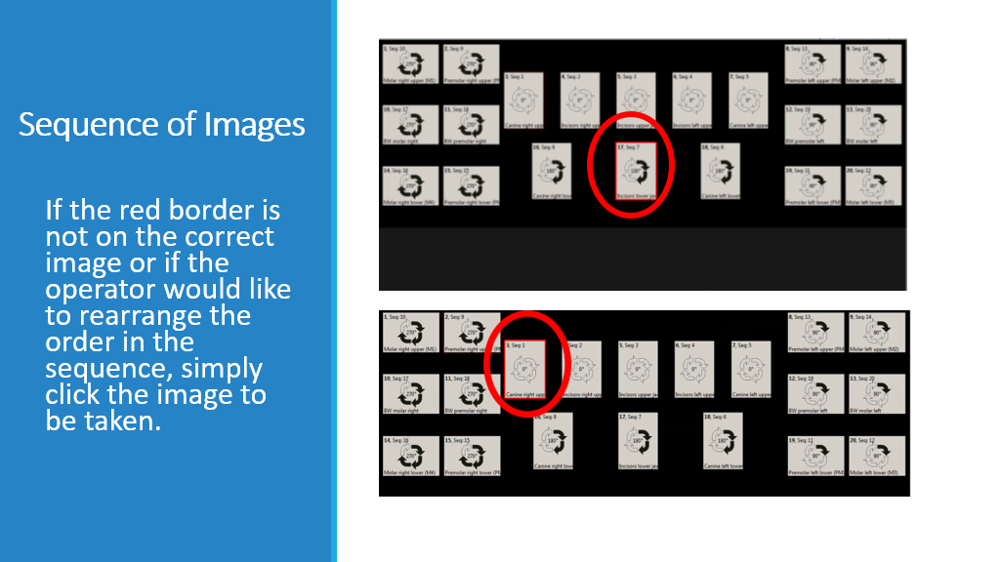 Sequence of Images
If the red border is
not on the correct
image or if the
operator would like
to rearrange the
order in the
sequence, simply
click the image to
be taken.
1, Seq 10
270°
Molar right upper (M1)
2, Seq 9
270°
Premolar right upper (PM
3, Seq 1
0°
Canine right upp
4, Seq 2
0°
Incisors right up
5, Seq 3
0°
Incisors upper ja
6, Seq 4
0°
Incisors left upp
7, Seq 5
0°
Canine left uppe
8, Seq 13
90°
Premolar left upper (PM
9, Seq 14
90°
Molar left upper (M2)
10, Seq 17
270°
BW molar right
11, Seq 18
270°
BW premolar right
16, Seq 8
180°
Canine right low
17, Seq 7
180°
Incisors lower ja
18, Seq 6
180°
Canine left lowe
12, Seq 19
90°
BW premolar left
13, Seq 20
90°
BW molar left
14, Seq 16
270°
Molar right lower (M4)
15, Seq 15
270°
Premolar right lower (PM
19, Seq 11
90°
Premolar left lower (PM
20, Seq 12
90°
Molar left lower (M3)
1, Seq 10
270°
Molar right upper (M1)
2, Seq 9
270°
Premolar right upper (PM
3, Seq 1
0°
Canine right uppe
Seq 2
0°
Incisors right up
5, Seq 3
0°
Incisors upper ja
6, Seq 4
0°
Incisors left upp
7, Seq 5
0°
Canine left uppe
8, Seq 13
90°
Premolar left upper (PM
9, Seq 14
90°
Molar left upper (M2)
10, Seq 17
270°
BW molar right
11, Seq 18
270°
BW premolar right
Seq 8
180°
Canine right low
17, Seq 7
180°
Incisors lower ja
18, Seq 6
180°
Canine left lowe
12, Seq 19
90°
BW premolar left
13, Seq 20
90°
BW molar left
14, Seq 16
270°
Molar right lower (M4)
15, Seq 15
270°
Premolar right lower (PM
19, Seq 11
90°
Premolar left lower (PM
20, Seq 12
90°
Molar left lower (M3)